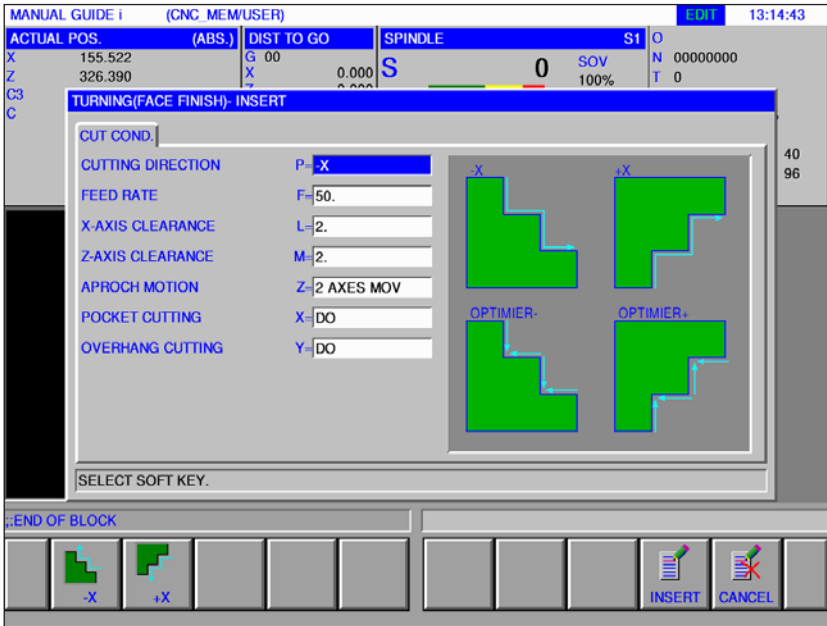 MANUAL GUIDE i (CNC_MEM/USER) EDIT 13:14:43
ACTUAL POS. (ABS.) DIST TO GO SPINDLE S1 O
X 155.522 G 00 S 0 SOV N 00000000
Z 326.390 X 0.000 100% T 0
C3
C
TURNING(FACE FINISH)- INSERT
CUT COND.
40
96
CUTTING DIRECTION P= -X
FEED RATE F= 50.
X-AXIS CLEARANCE L= 2.
Z-AXIS CLEARANCE M= 2.
APROCH MOTION Z= 2 AXES MOV
POCKET CUTTING X= DO
OVERHANG CUTTING Y= DO
-X +X
OPTIMIER- OPTIMIER+
SELECT SOFT KEY.
;:END OF BLOCK
-X +X INSERT CANCEL